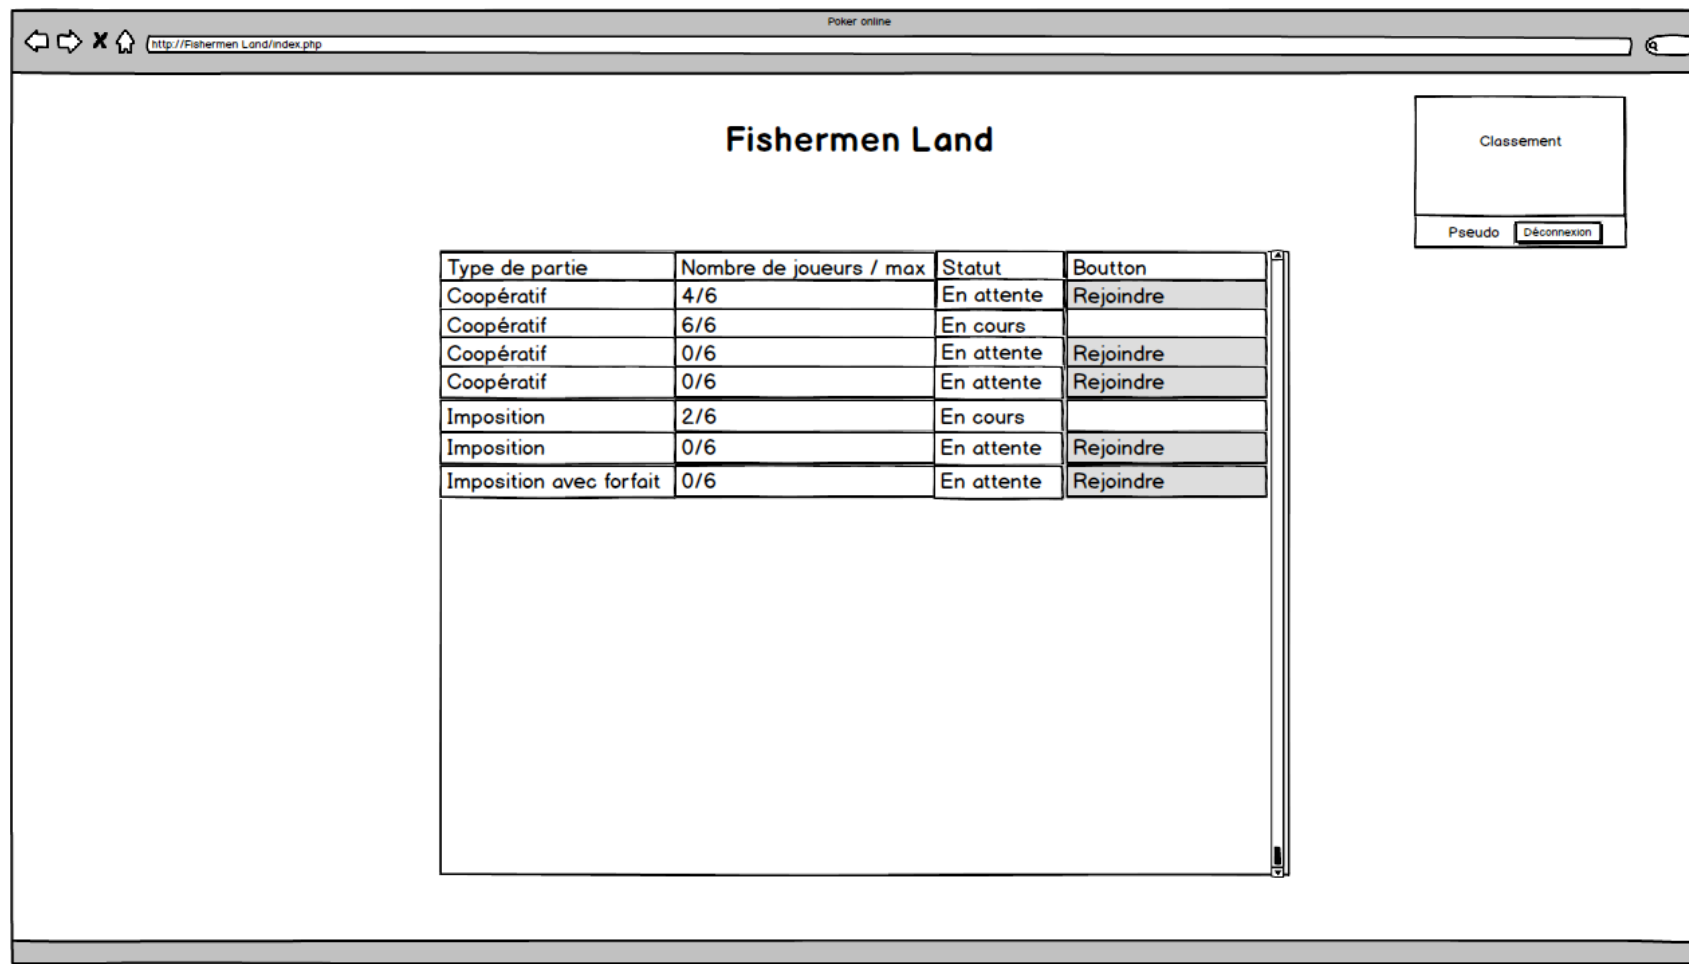 Poker online
http://Fishermen Land/index.php
Fishermen Land
Classement
Pseudo Déconnexion
Type de partie Nombre de joueurs / max Statut Boutton
Coopératif 4/6 En attente Rejoindre
Coopératif 6/6 En cours
Coopératif 0/6 En attente Rejoindre
Coopératif 0/6 En attente Rejoindre
Imposition 2/6 En cours
Imposition 0/6 En attente Rejoindre
Imposition avec forfait 0/6 En attente Rejoindre